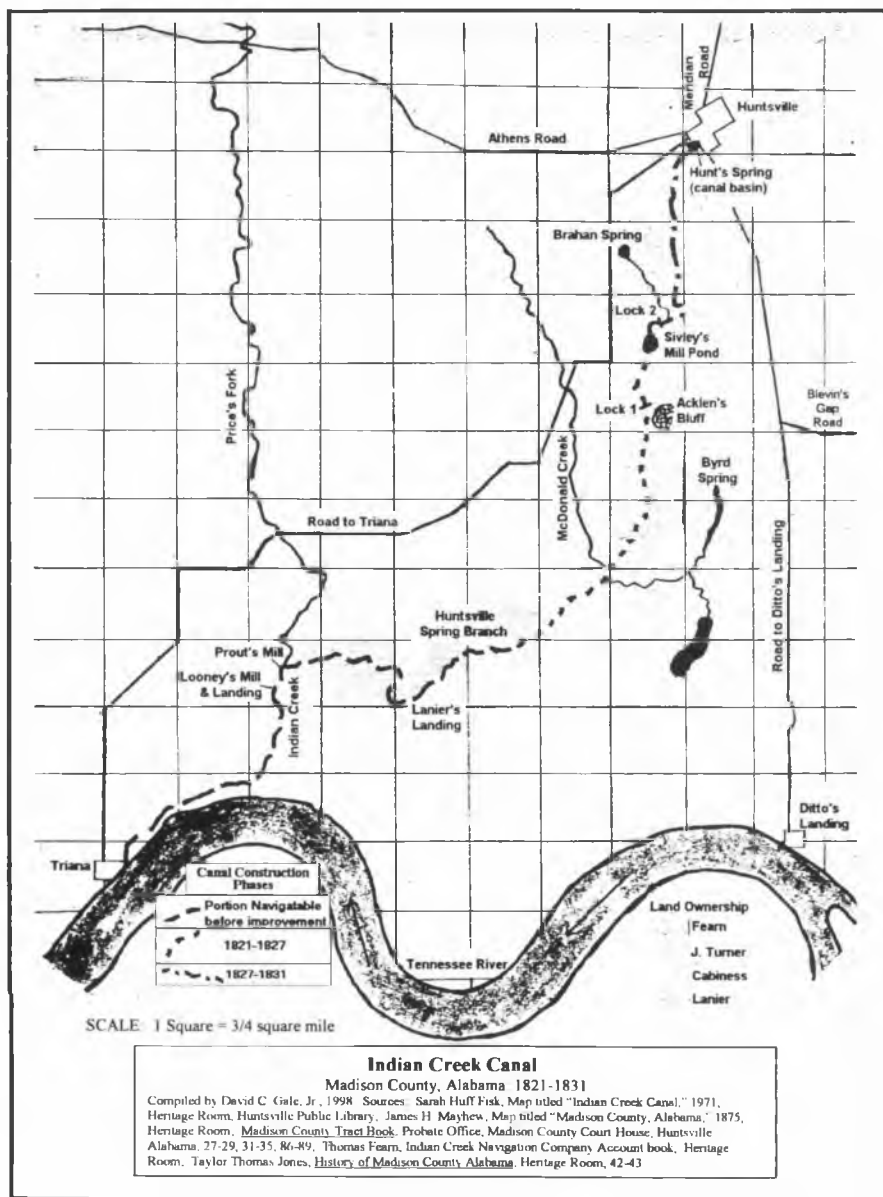 Meridian
Road
Huntsville
Athens Road
Hunt's Spring
(canal basin)
Brahan Spring
Lock 2
Sivley's
Mill Pond
Price's Fork
Lock 1
Acklen's
Bluff
Blevin's
Gap
Road
McDonald Creek
Byrd
Spring
Road to Triana
Road to Ditto's Landing
Huntsville
Spring Branch
Prout's Mill
Looney's Mill
& Landing
Indian Creek
Lanier's
Landing
Ditto's
Landing
Triana
Canal Construction
Phases
Portion Navigatable
before improvement
1821-1827
1827-1831
Tennessee River
Land Ownership
Fearn
J. Turner
Cabiness
Lanier
SCALE: 1 Square = 3/4 square mile
Indian Creek Canal
Madison County, Alabama 1821-1831
Compiled by David C. Gale, Jr., 1998 Sources: Sarah Huff Fisk, Map titled "Indian Creek Canal," 1971,
Heritage Room, Huntsville Public Library, James H. Mayhew, Map titled "Madison County, Alabama," 1875,
Heritage Room, Madison County Tract Book, Probate Office, Madison County Court House, Huntsville
Alabama, 27-29, 31-35, 86-89, Thomas Fearn, Indian Creek Navigation Company Account book, Heritage
Room, Taylor Thomas Jones, History of Madison County Alabama, Heritage Room, 42-43